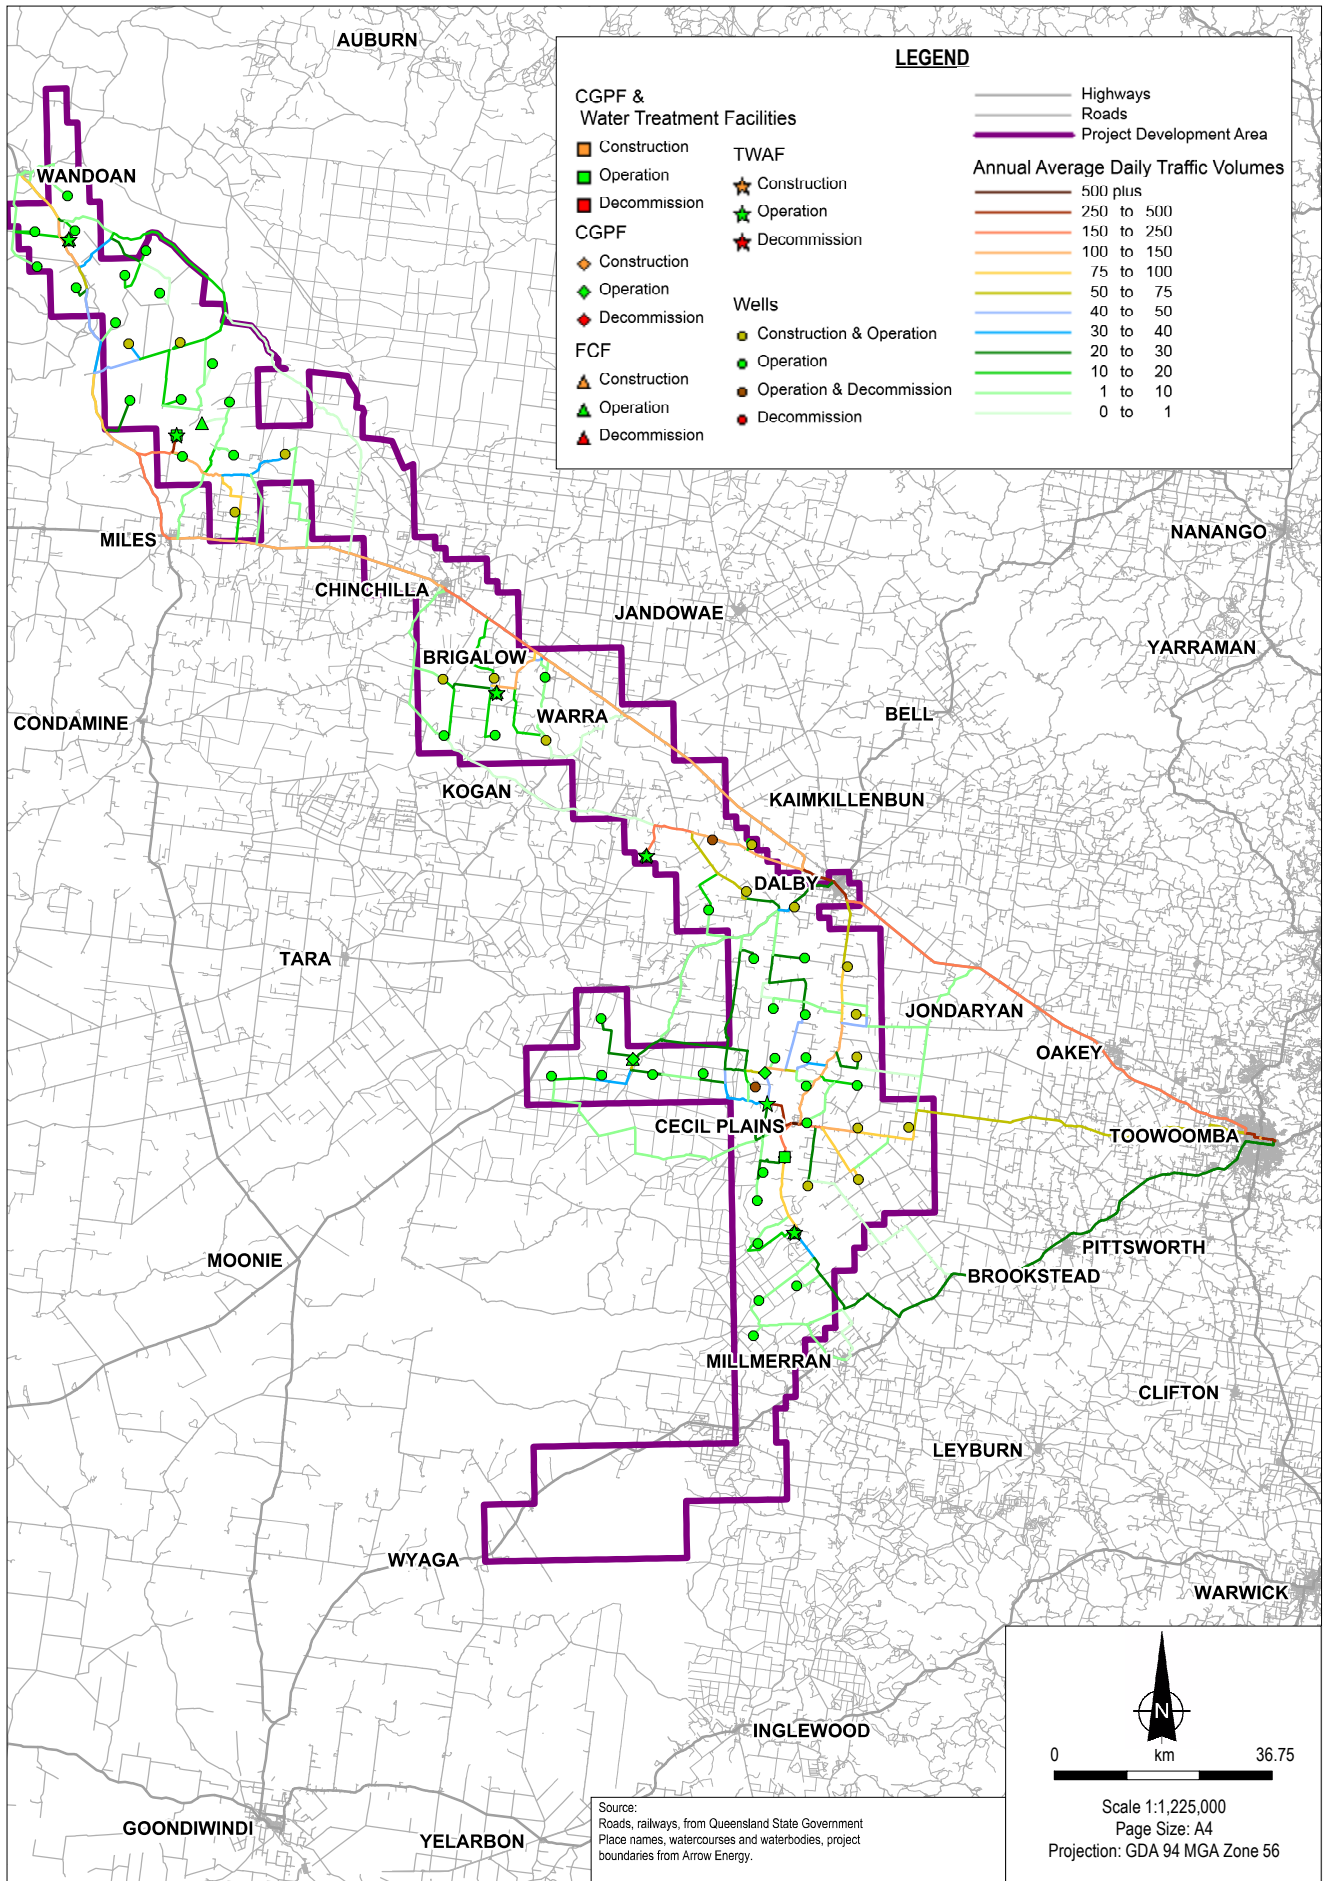 AUBURN
WANDOAN
MILES
CHINCHILLA
JANDOWAE
NANANGO
YARRAMAN
BRIGALOW
WARRA
BELL
CONDAMINE
KOGAN
KAIMKILLENBUN
DALBY
TARA
JONDARYAN
OAKEY
CECIL PLAINS
TOOWOOMBA
MOONIE
PITTSWORTH
BROOKSTEAD
MILLMERRAN
CLIFTON
LEYBURN
WYAGA
WARWICK
INGLEWOOD
GOONDIWINDI
YELARBON
LEGEND
CGPF &
Water Treatment Facilities
Construction
Operation
Decommission
CGPF
Construction
Operation
Decommission
FCF
Construction
Operation
Decommission
TWAF
Construction
Operation
Decommission
Wells
Construction & Operation
Operation
Operation & Decommission
Decommission
Highways
Roads
Project Development Area
Annual Average Daily Traffic Volumes
500 plus
250 to 500
150 to 250
100 to 150
75 to 100
50 to 75
40 to 50
30 to 40
20 to 30
10 to 20
1 to 10
0 to 1
Source:
Roads, railways, from Queensland State Government
Place names, watercourses and waterbodies, project
boundaries from Arrow Energy.
N
0 km 36.75
Scale 1:1,225,000
Page Size: A4
Projection: GDA 94 MGA Zone 56